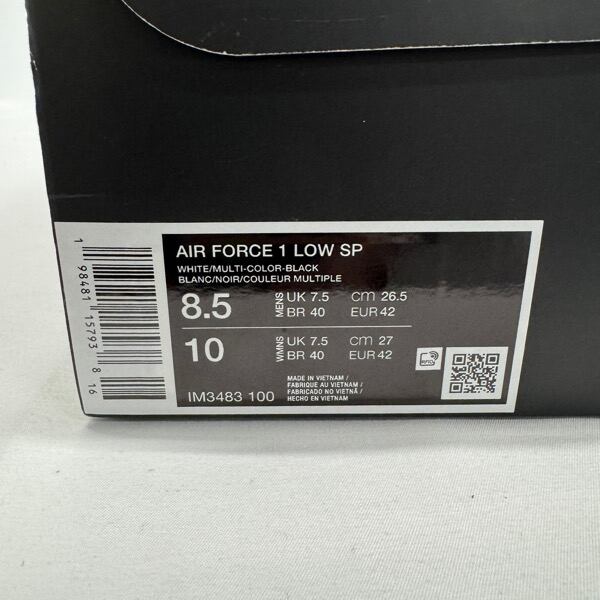 AIR FORCE 1 LOW SP
WHITE/MULTI-COLOR-BLACK
BLANC/NOIR/COULEUR MULTIPLE
8.5 MENS UK 7.5 CM 26.5
BR 40 EUR 42
10 WMNS UK 7.5 CM 27
BR 40 EUR 42
IM3483 100
MADE IN VIETNAM /
FABRIQUÉ AU VIETNAM /
FABRICADO NO VIETNÃ /
HECHO EN VIETNAM
1 98481 15793 8 16